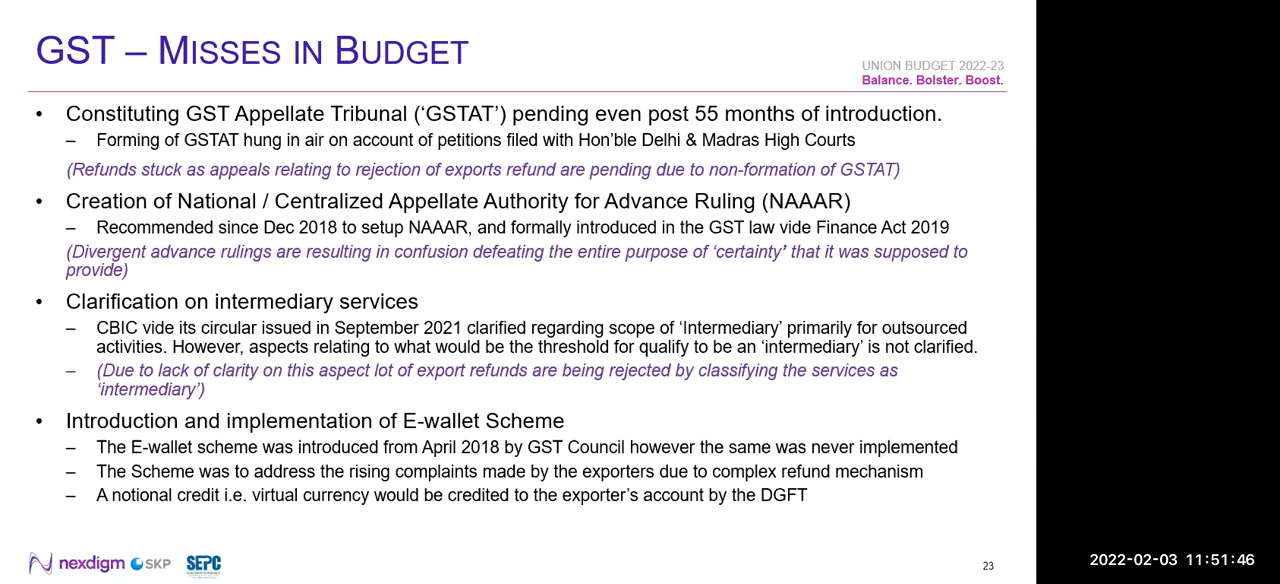 GST – MISSES IN BUDGET
UNION BUDGET 2022-23
Balance. Bolster. Boost.
• Constituting GST Appellate Tribunal (‘GSTAT’) pending even post 55 months of introduction.
– Forming of GSTAT hung in air on account of petitions filed with Hon’ble Delhi & Madras High Courts
(Refunds stuck as appeals relating to rejection of exports refund are pending due to non-formation of GSTAT)
• Creation of National / Centralized Appellate Authority for Advance Ruling (NAAAR)
– Recommended since Dec 2018 to setup NAAAR, and formally introduced in the GST law vide Finance Act 2019
(Divergent advance rulings are resulting in confusion defeating the entire purpose of ‘certainty’ that it was supposed to
provide)
• Clarification on intermediary services
– CBIC vide its circular issued in September 2021 clarified regarding scope of ‘Intermediary’ primarily for outsourced
activities. However, aspects relating to what would be the threshold for qualify to be an ‘intermediary’ is not clarified.
– (Due to lack of clarity on this aspect lot of export refunds are being rejected by classifying the services as
‘intermediary’)
• Introduction and implementation of E-wallet Scheme
– The E-wallet scheme was introduced from April 2018 by GST Council however the same was never implemented
– The Scheme was to address the rising complaints made by the exporters due to complex refund mechanism
– A notional credit i.e. virtual currency would be credited to the exporter’s account by the DGFT
nexdigm SKP SEPC
23
2022-02-03 11:51:46